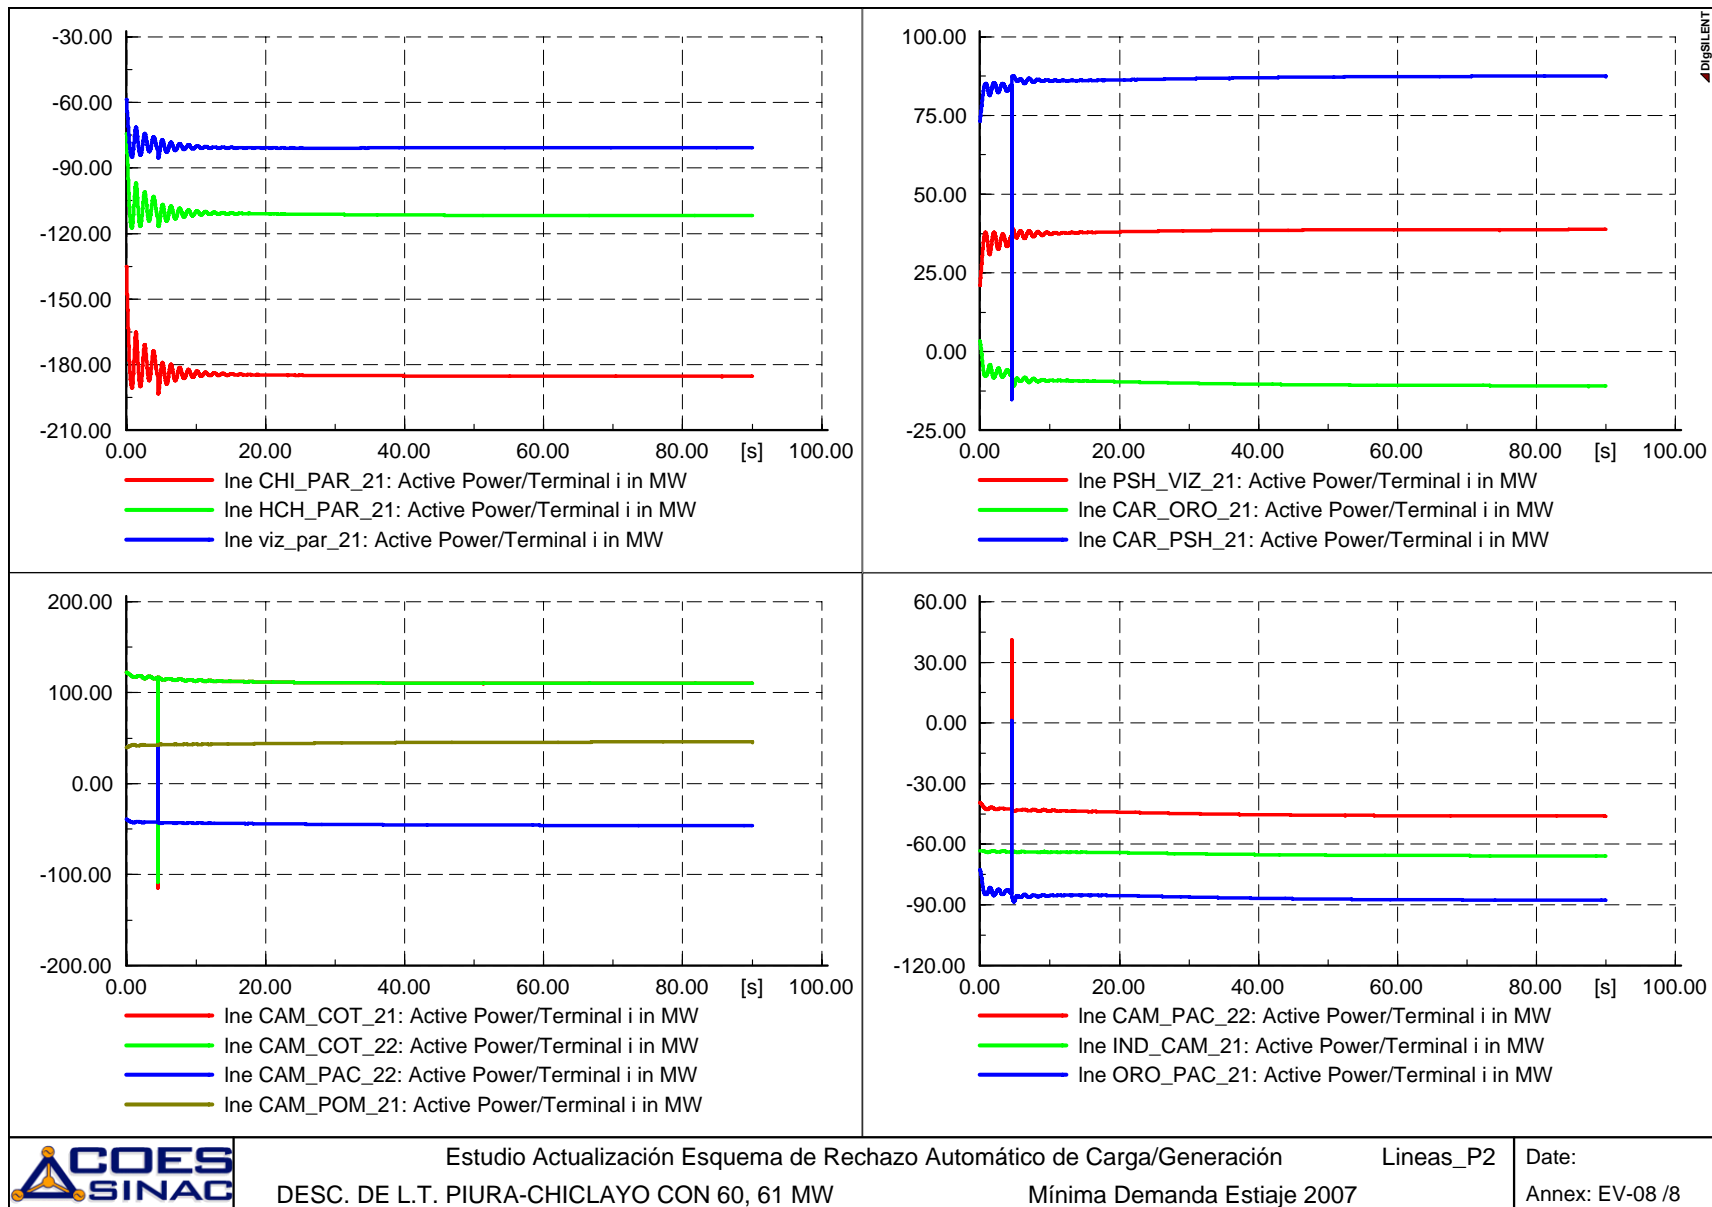 -30.00
-60.00
-90.00
-120.00
-150.00
-180.00
-210.00
0.00 20.00 40.00 60.00 80.00 [s] 100.00
lne CHI_PAR_21: Active Power/Terminal i in MW
lne HCH_PAR_21: Active Power/Terminal i in MW
lne viz_par_21: Active Power/Terminal i in MW
DIgSILENT
100.00
75.00
50.00
25.00
0.00
-25.00
0.00 20.00 40.00 60.00 80.00 [s] 100.00
lne PSH_VIZ_21: Active Power/Terminal i in MW
lne CAR_ORO_21: Active Power/Terminal i in MW
lne CAR_PSH_21: Active Power/Terminal i in MW
200.00
100.00
0.00
-100.00
-200.00
0.00 20.00 40.00 60.00 80.00 [s] 100.00
lne CAM_COT_21: Active Power/Terminal i in MW
lne CAM_COT_22: Active Power/Terminal i in MW
lne CAM_PAC_22: Active Power/Terminal i in MW
lne CAM_POM_21: Active Power/Terminal i in MW
60.00
30.00
0.00
-30.00
-60.00
-90.00
-120.00
0.00 20.00 40.00 60.00 80.00 [s] 100.00
lne CAM_PAC_22: Active Power/Terminal i in MW
lne IND_CAM_21: Active Power/Terminal i in MW
lne ORO_PAC_21: Active Power/Terminal i in MW
COES
SINAC
Estudio Actualización Esquema de Rechazo Automático de Carga/Generación Lineas_P2
DESC. DE L.T. PIURA-CHICLAYO CON 60, 61 MW Mínima Demanda Estiaje 2007
Date:
Annex: EV-08 /8